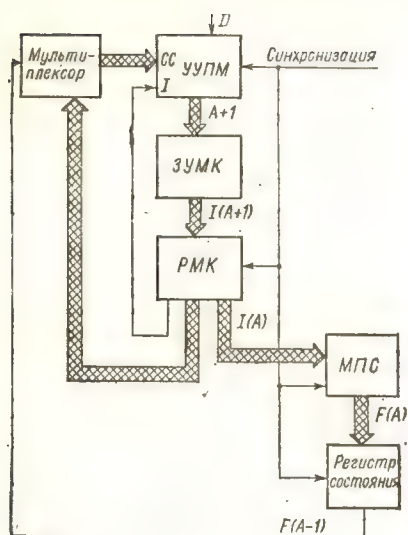 D
Мульти-
плексор
CC
I
УУПМ
Синхронизация
A+1
ЗУМК
I(A+1)
РМК
I(A)
МПС
F(A)
Регистр
состояния
F(A-1)